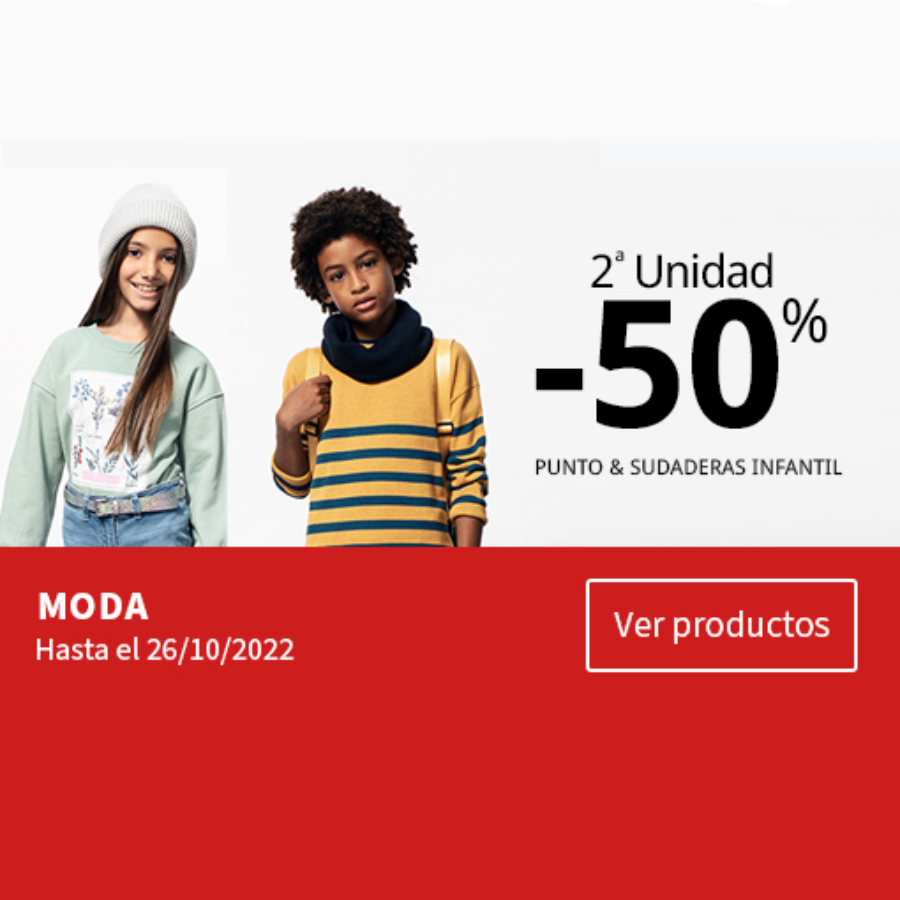 2ª Unidad
-50%
PUNTO & SUDADERAS INFANTIL
MODA
Hasta el 26/10/2022
Ver productos